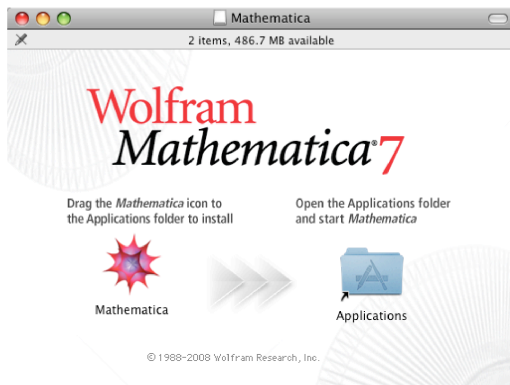 Mathematica
2 items, 486.7 MB available
Wolfram
Mathematica® 7
Drag the Mathematica icon to
the Applications folder to install
Open the Applications folder
and start Mathematica
Mathematica
Applications
© 1988-2008 Wolfram Research, Inc.